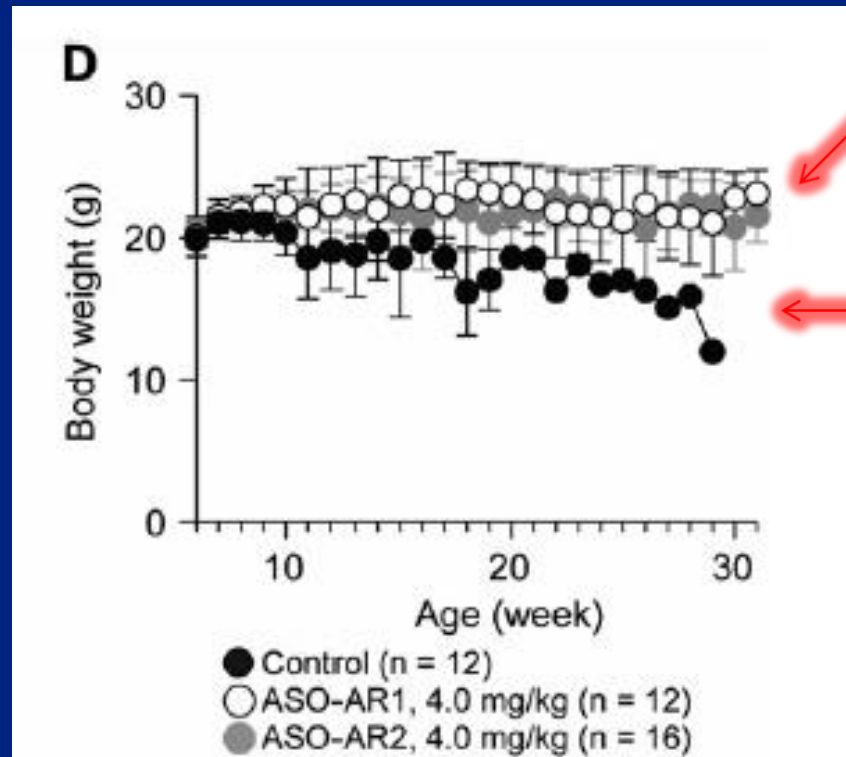 D
30
20
10
0
Body weight (g)
10 20 30
Age (week)
Control (n = 12)
ASO-AR1, 4.0 mg/kg (n = 12)
ASO-AR2, 4.0 mg/kg (n = 16)